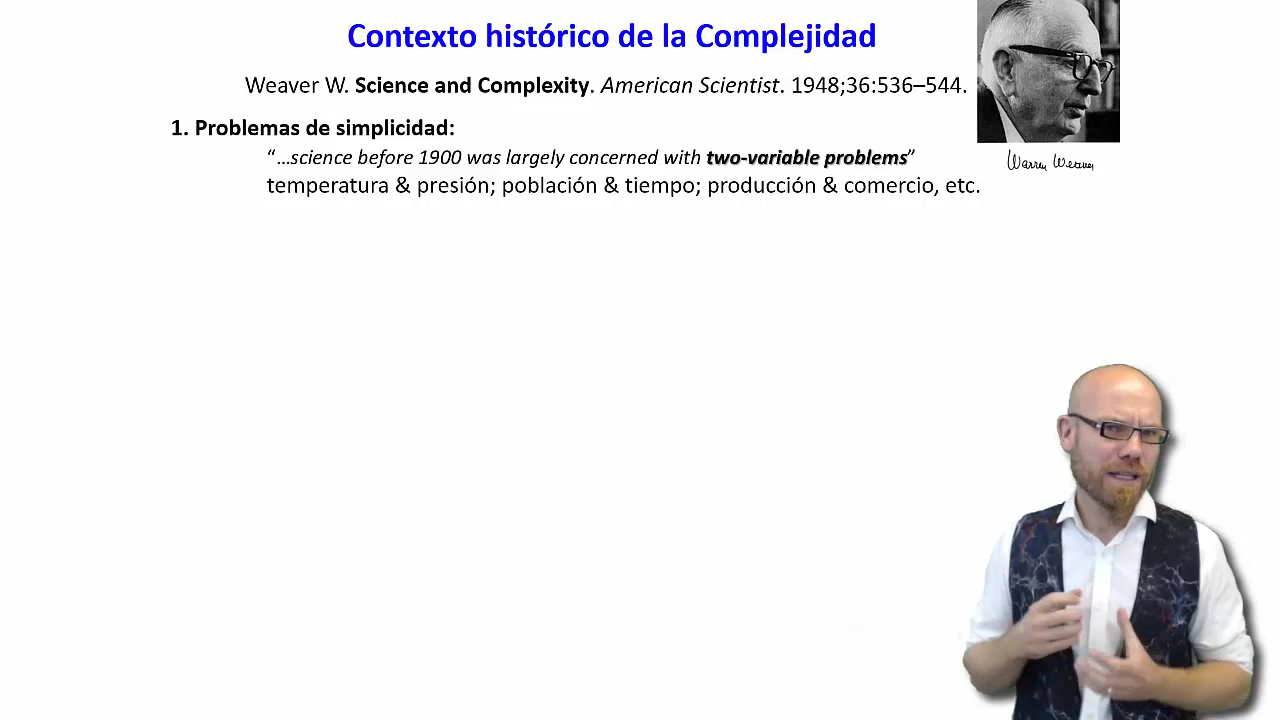 Contexto histórico de la Complejidad
Weaver W. Science and Complexity. American Scientist. 1948;36:536–544.
1. Problemas de simplicidad:
“…science before 1900 was largely concerned with two-variable problems”
temperatura & presión; población & tiempo; producción & comercio, etc.
Warren Weaver